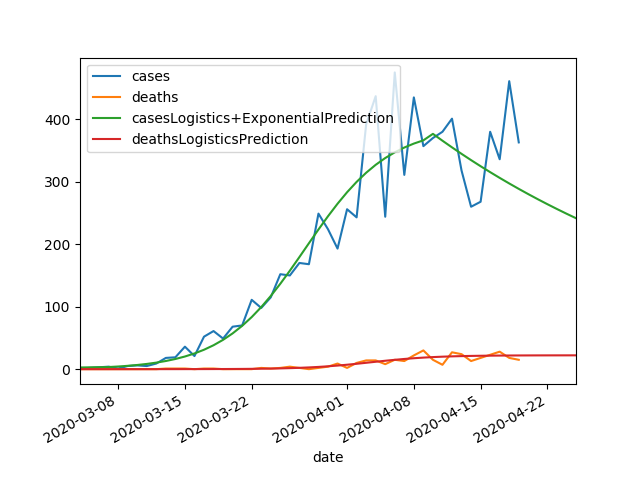 cases
deaths
casesLogistics+ExponentialPrediction
deathsLogisticsPrediction
400
300
200
100
0
2020-03-08
2020-03-15
2020-03-22
2020-04-01
2020-04-08
2020-04-15
2020-04-22
date